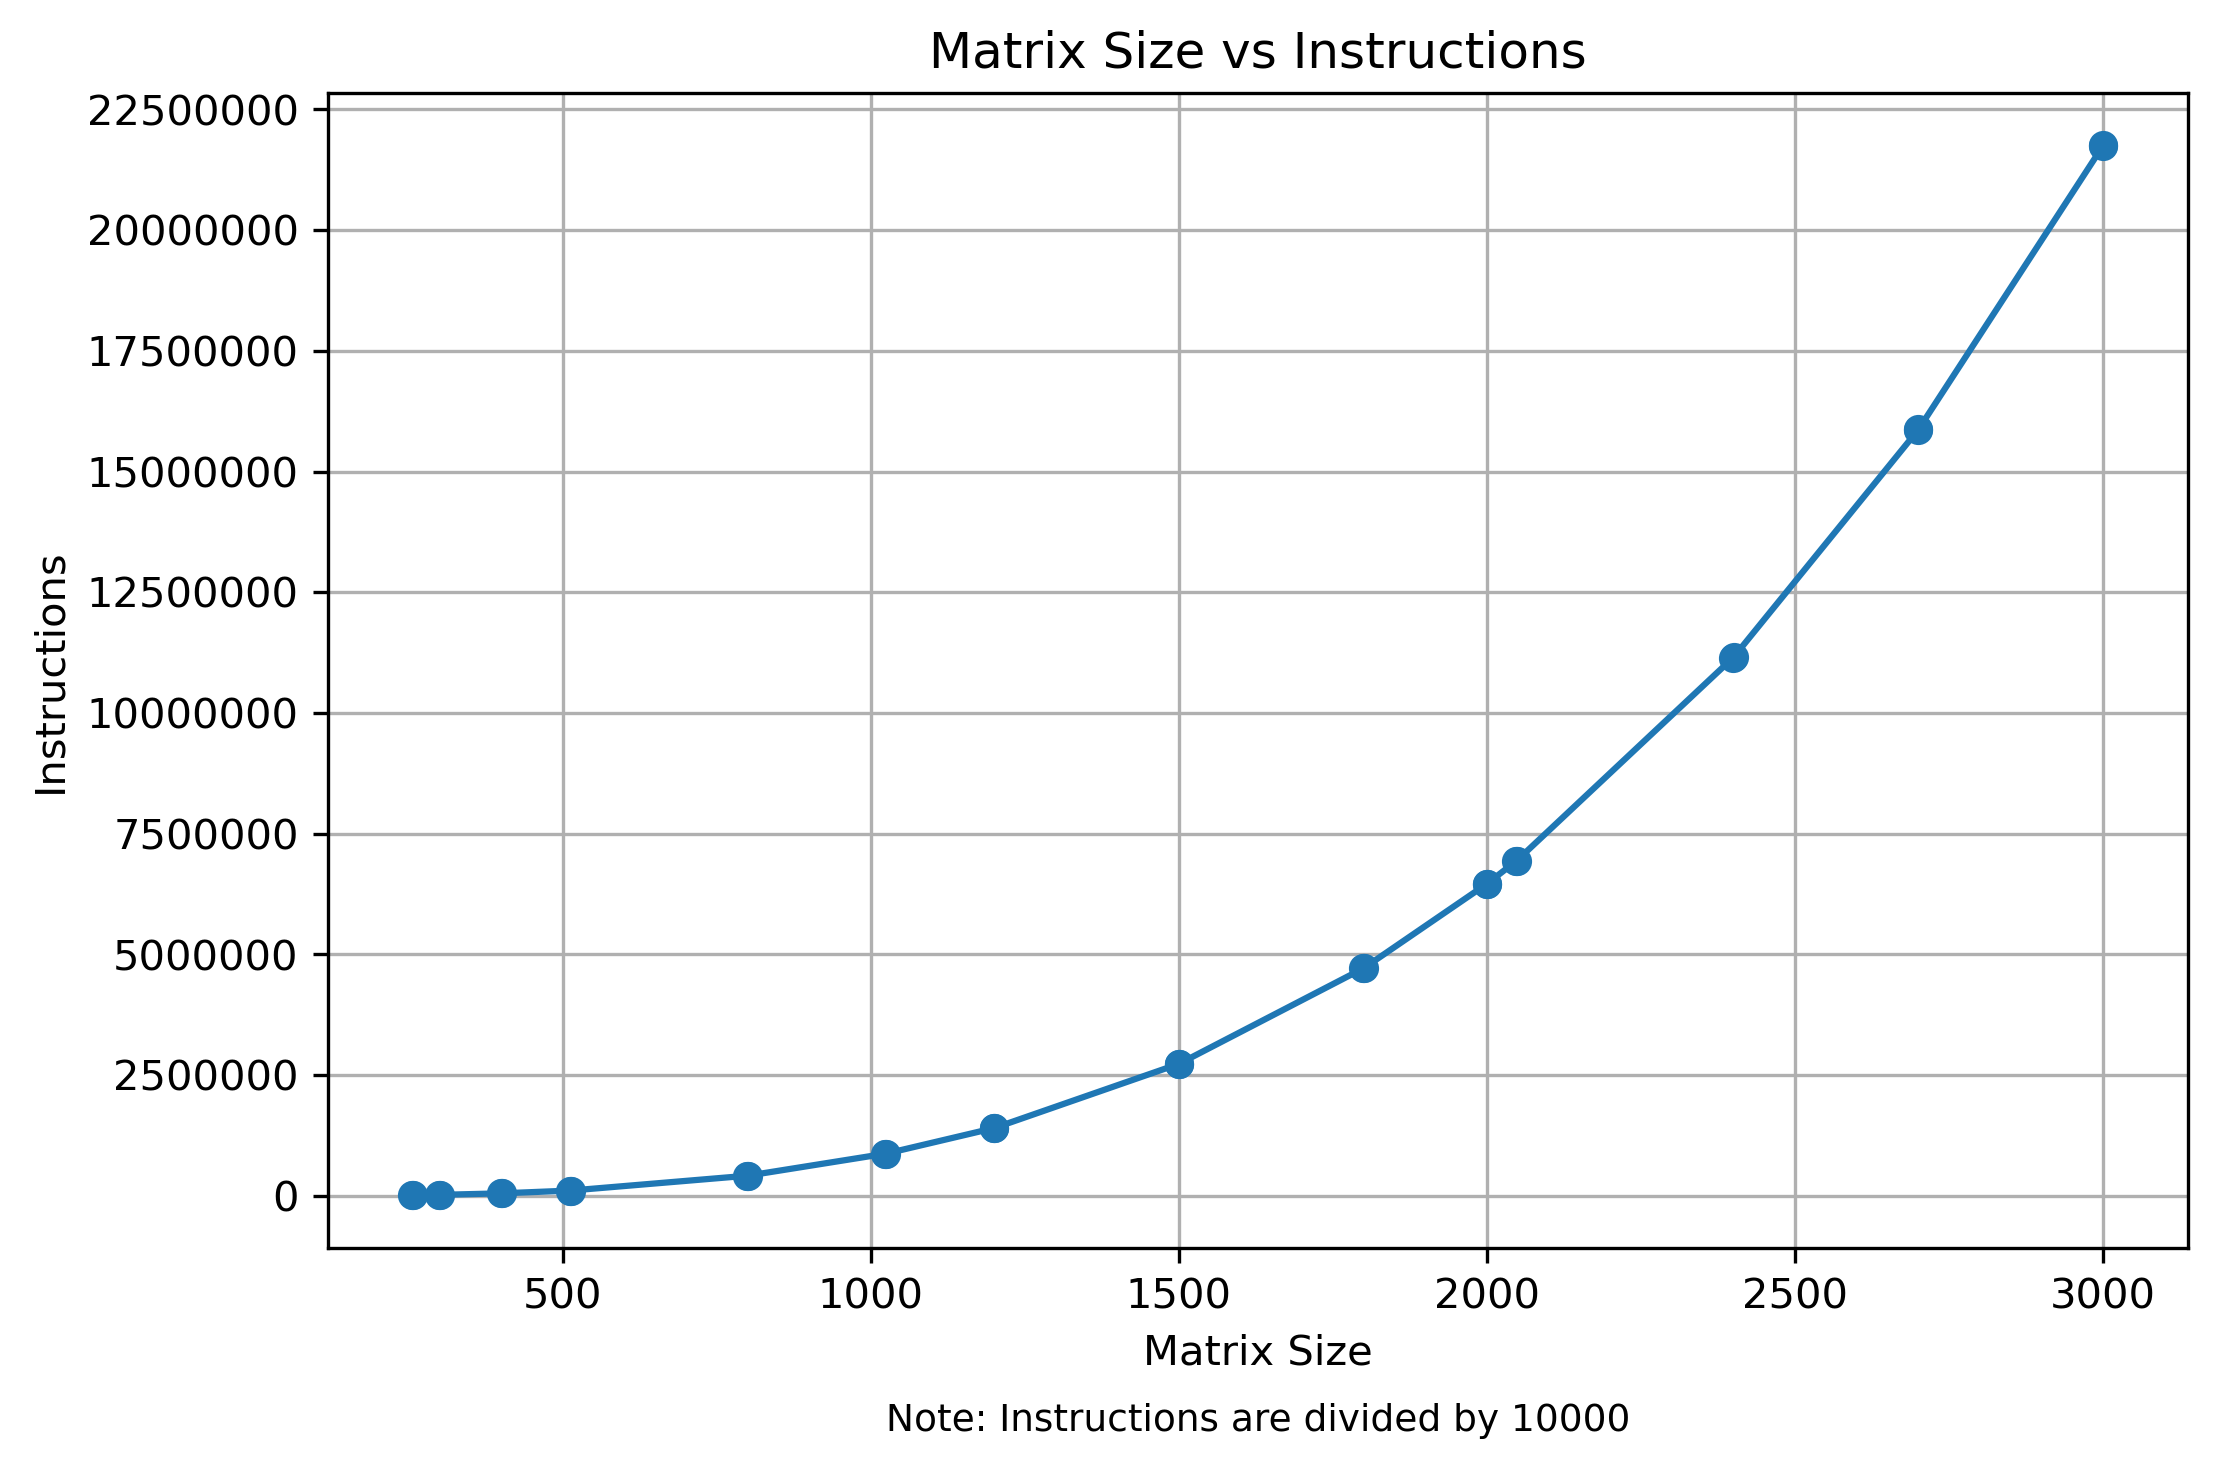 Matrix Size vs Instructions
22500000
20000000
17500000
15000000
12500000
10000000
7500000
5000000
2500000
0
Instructions
500 1000 1500 2000 2500 3000
Matrix Size
Note: Instructions are divided by 10000